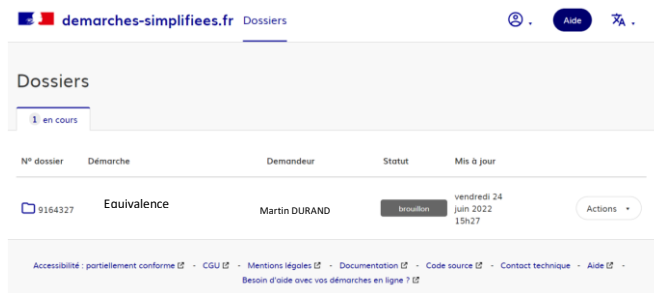 demarches-simplifiees.fr Dossiers Aide
Dossiers
1 en cours
N° dossier Démarche Demandeur Statut Mis à jour
9164327 Equivalence Martin DURAND brouillon vendredi 24
juin 2022
15h27
Actions
Accessibilité : partiellement conforme - CGU - Mentions légales - Documentation - Code source - Contact technique - Aide -
Besoin d'aide avec vos démarches en ligne ?